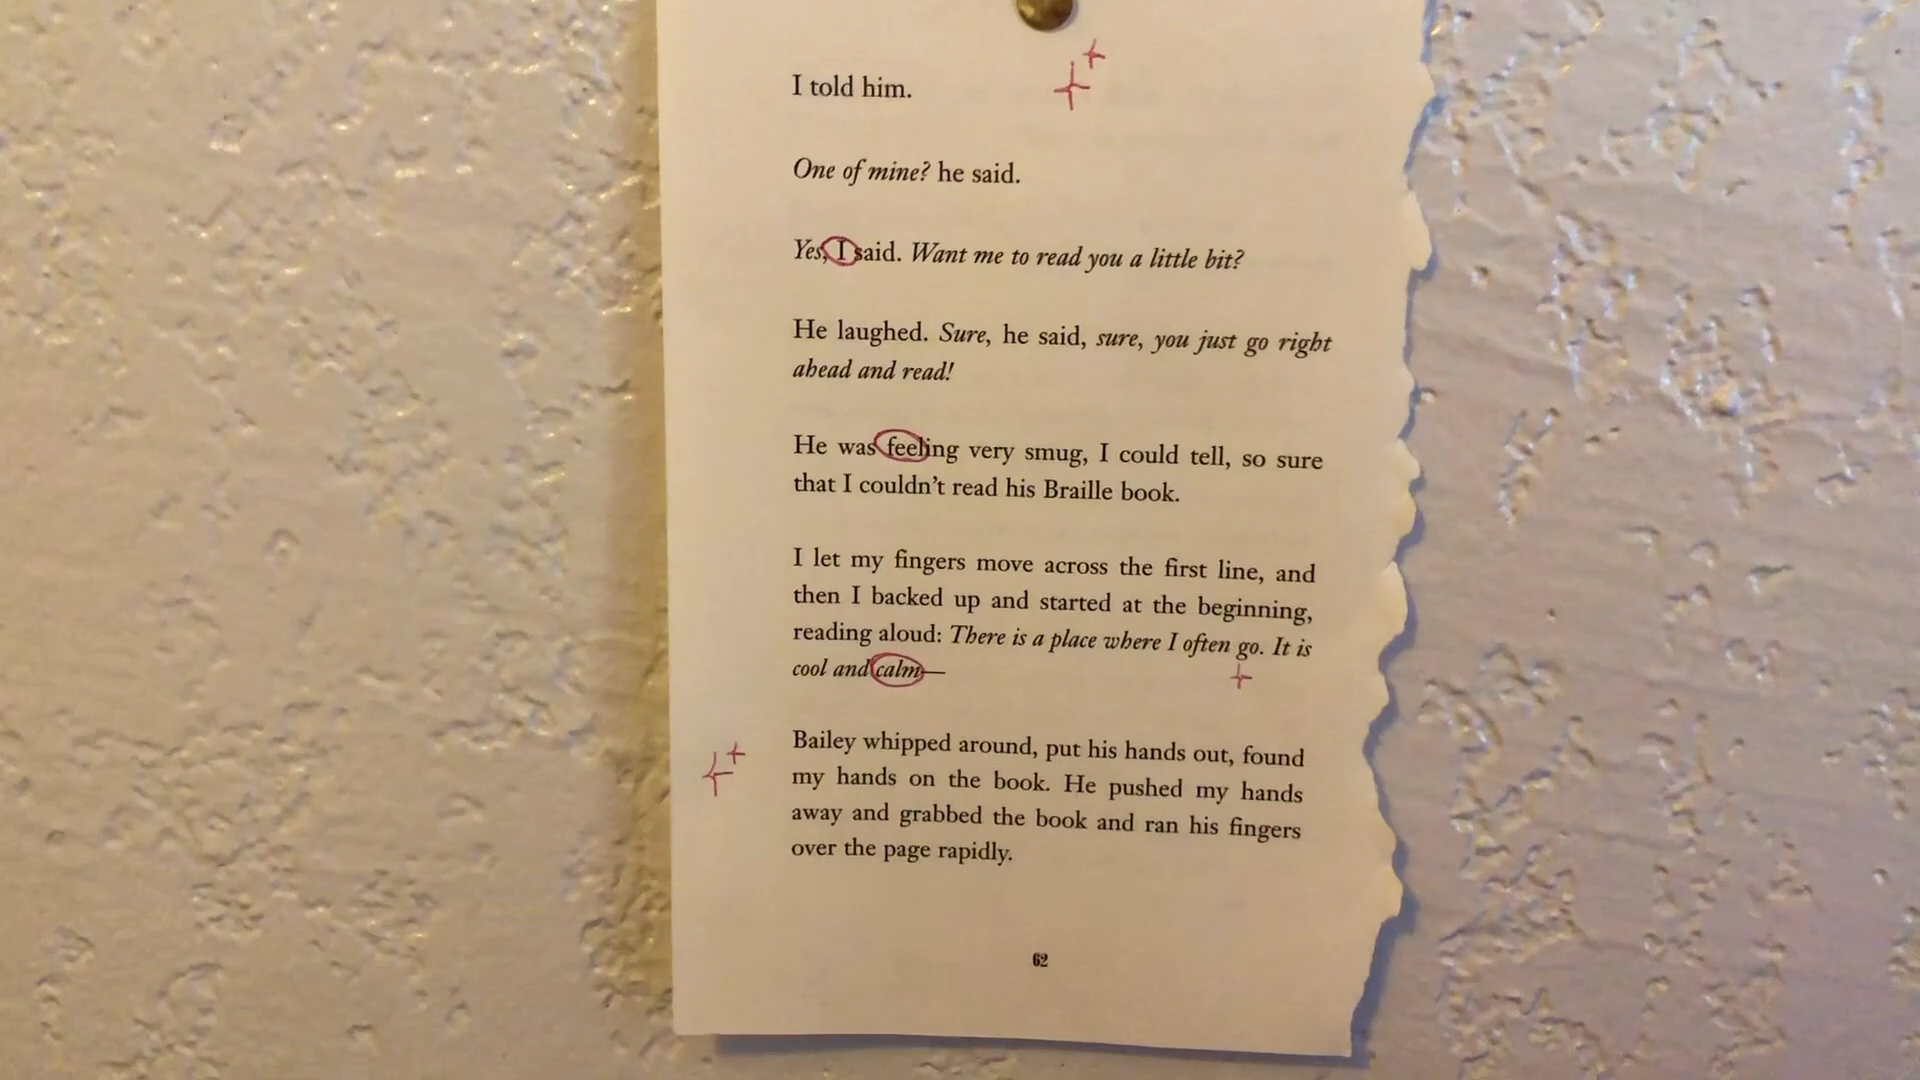 I told him.
One of mine? he said.
Yes, I said. Want me to read you a little bit?
He laughed. Sure, he said, sure, you just go right
ahead and read!
He was feeling very smug, I could tell, so sure
that I couldn't read his Braille book.
I let my fingers move across the first line, and
then I backed up and started at the beginning,
reading aloud: There is a place where I often go. It is
cool and calm—
Bailey whipped around, put his hands out, found
my hands on the book. He pushed my hands
away and grabbed the book and ran his fingers
over the page rapidly.
62